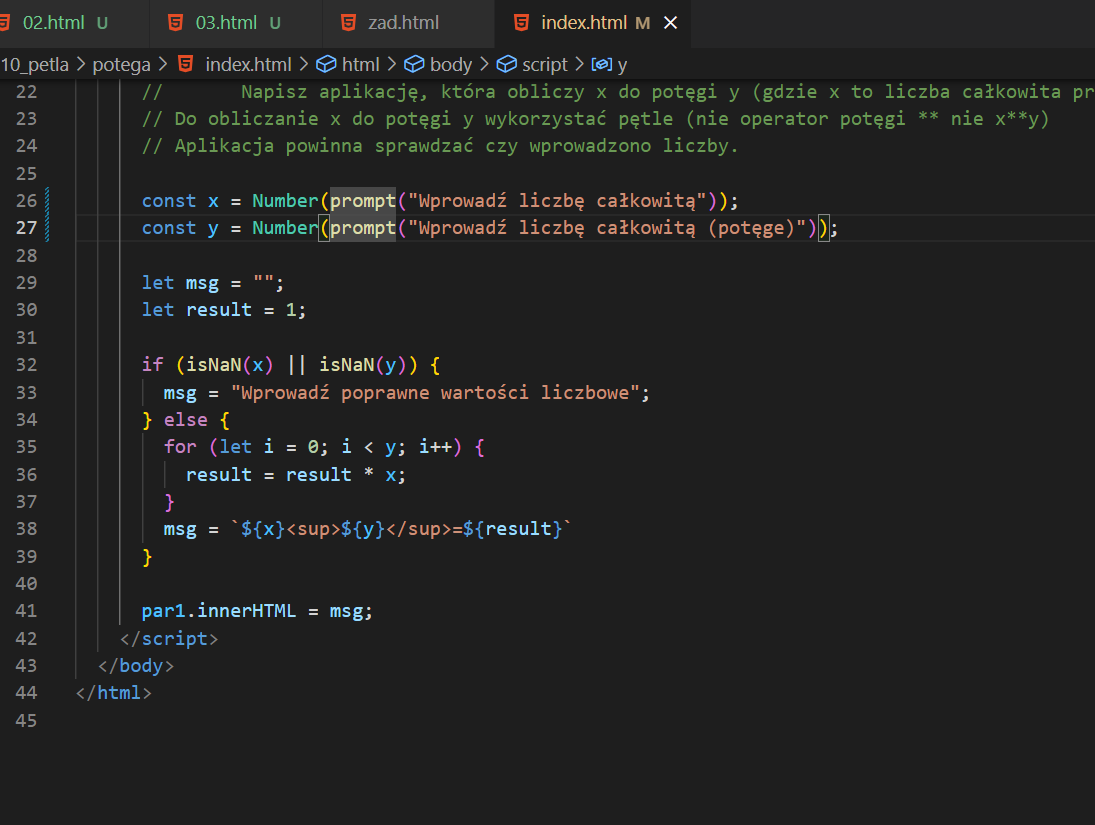 02.html U 03.html U zad.html index.html M ×
10_petla > potega > index.html > html > body > script > y
22 // Napisz aplikację, która obliczy x do potęgi y (gdzie x to liczba całkowita pr
23 // Do obliczanie x do potęgi y wykorzystać pętle (nie operator potęgi ** nie x**y)
24 // Aplikacja powinna sprawdzać czy wprowadzono liczby.
25
26 const x = Number(prompt("Wprowadź liczbę całkowitą"));
27 const y = Number(prompt("Wprowadź liczbę całkowitą (potęge)"));
28
29 let msg = "";
30 let result = 1;
31
32 if (isNaN(x) || isNaN(y)) {
33 msg = "Wprowadź poprawne wartości liczbowe";
34 } else {
35 for (let i = 0; i < y; i++) {
36 result = result * x;
37 }
38 msg = `${x}<sup>${y}</sup>=${result}`
39 }
40
41 par1.innerHTML = msg;
42 </script>
43 </body>
44 </html>
45